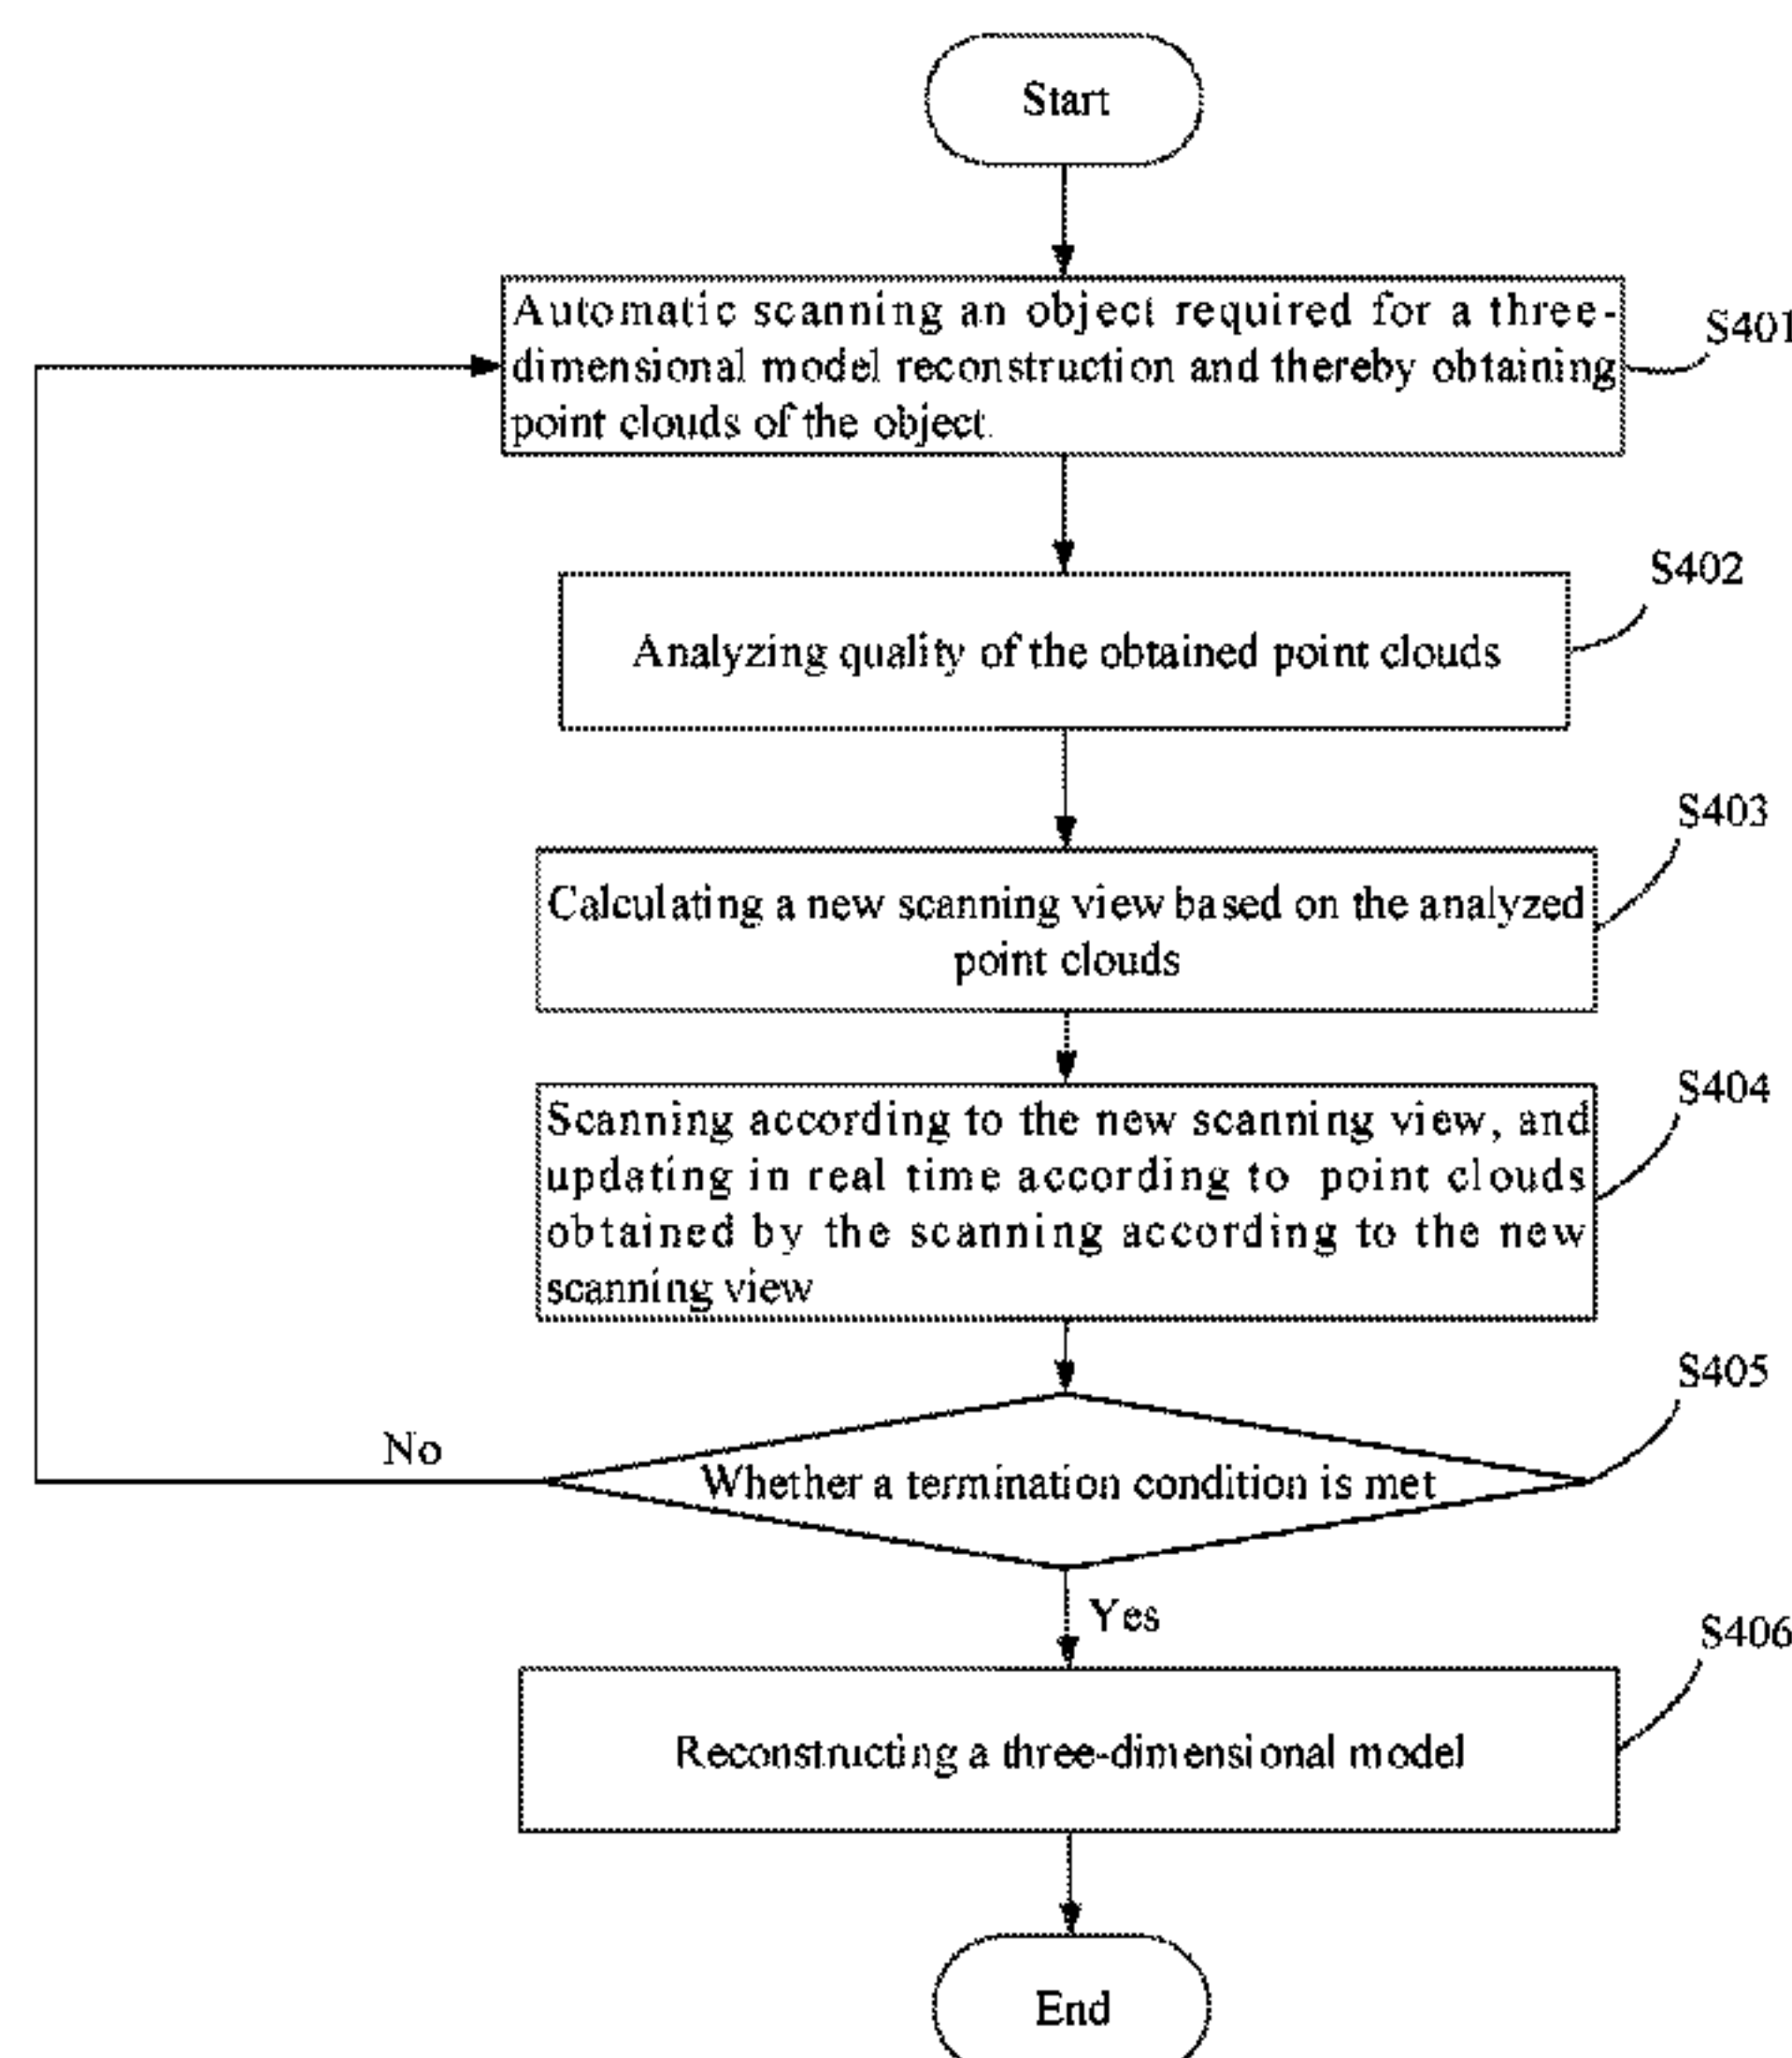 Start
Automatic scanning an object required for a three-
dimensional model reconstruction and thereby obtaining
point clouds of the object.
S401
Analyzing quality of the obtained point clouds
S402
Calculating a new scanning view based on the analyzed
point clouds
S403
Scanning according to the new scanning view, and
updating in real time according to point clouds
obtained by the scanning according to the new
scanning view
S404
Whether a termination condition is met
S405
No
Yes
Reconstructing a three-dimensional model
S406
End